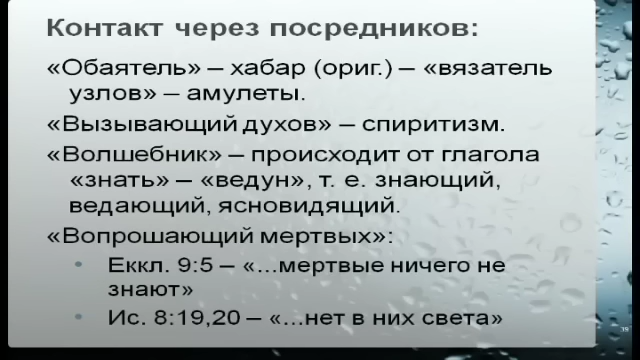 Контакт через посредников:
«Обаятель» – хабар (ориг.) – «вязатель
узлов» – амулеты.
«Вызывающий духов» – спиритизм.
«Волшебник» – происходит от глагола
«знать» – «ведун», т. е. знающий,
ведающий, ясновидящий.
«Вопрошающий мертвых»:
• Еккл. 9:5 – «...мертвые ничего не
знают»
• Ис. 8:19,20 – «...нет в них света»
39